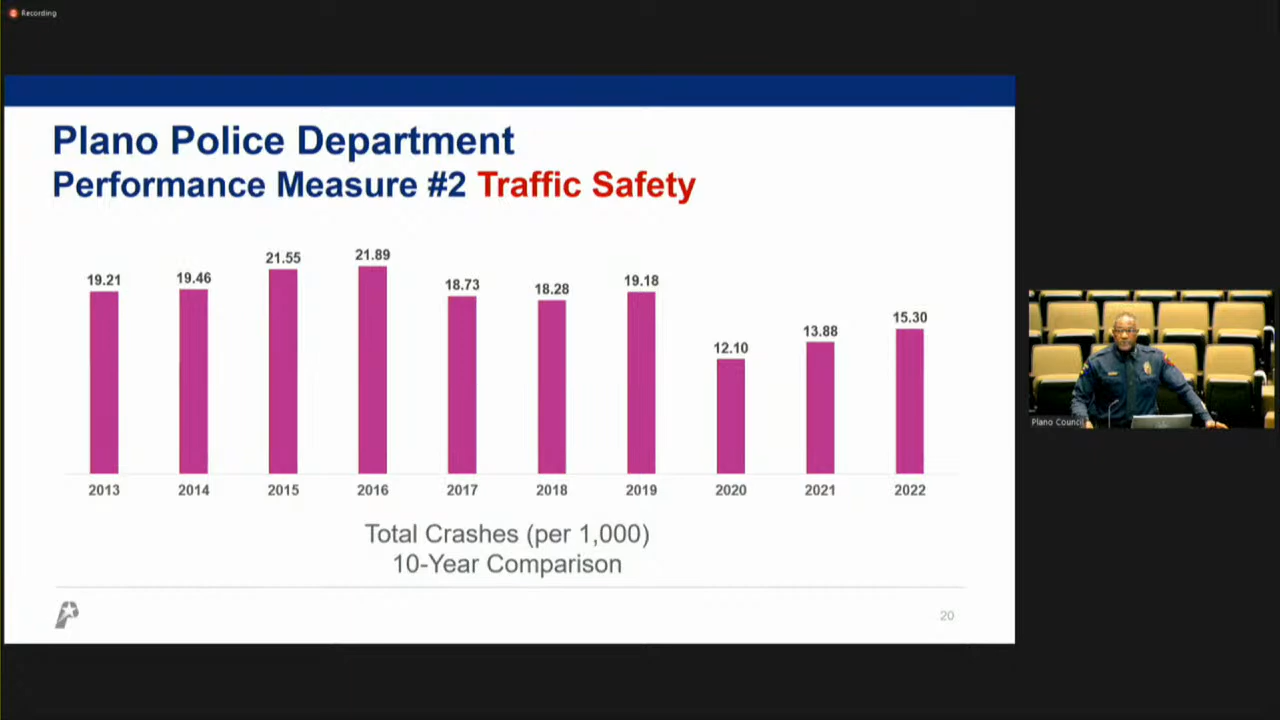 Recording
Plano Police Department
Performance Measure #2 Traffic Safety
19.21 19.46 21.55 21.89 18.73 18.28 19.18 12.10 13.88 15.30
2013 2014 2015 2016 2017 2018 2019 2020 2021 2022
Total Crashes (per 1,000)
10-Year Comparison
20
Plano Council